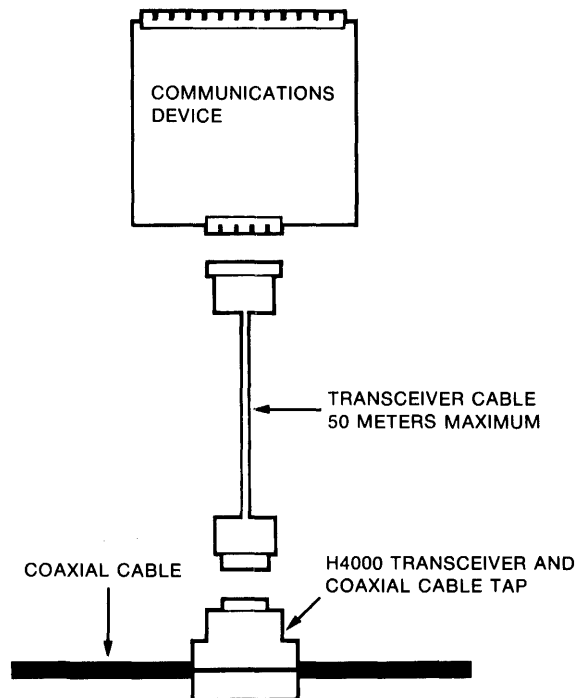 COMMUNICATIONS
DEVICE
TRANSCEIVER CABLE
50 METERS MAXIMUM
COAXIAL CABLE
H4000 TRANSCEIVER AND
COAXIAL CABLE TAP